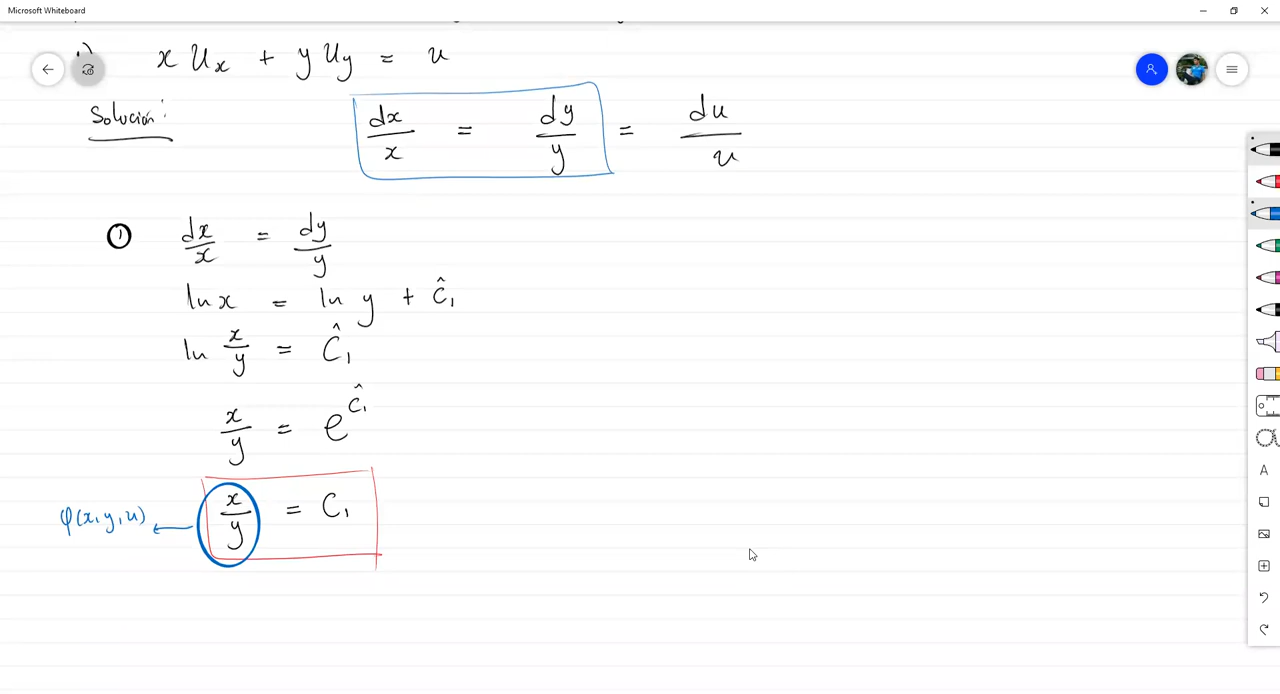 Microsoft Whiteboard
x Ux + y Uy = u
Solución:
dx/x = dy/y = du/u
① dx/x = dy/y
ln x = ln y + Ĉ₁
ln x/y = Ĉ₁
x/y = e^Ĉ₁
x/y = C₁
φ(x, y, u)
A